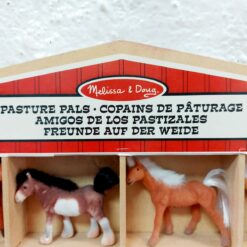 Melissa & Doug
PASTURE PALS · COPAINS DE PÂTURAGE
AMIGOS DE LOS PASTIZALES
FREUNDE AUF DER WEIDE